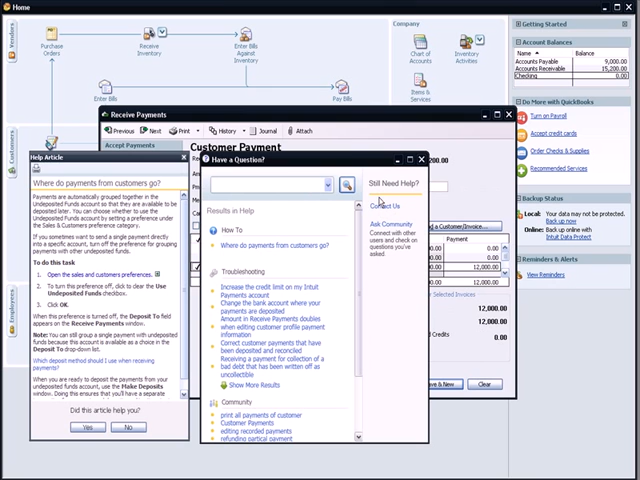 Home
Vendors
Purchase
Orders
Receive
Inventory
Enter Bills
Against
Inventory
Enter Bills
Pay Bills
Company
Chart of
Accounts
Inventory
Activities
Items &
Services
Customers
Employees
Getting Started
Account Balances
Name
Balance
Accounts Payable 9,000.00
Accounts Receivable 15,200.00
Checking 0.00
Do More with QuickBooks
Turn on Payroll
Accept credit cards
Order Checks & Supplies
Recommended Services
Backup Status
Local: Your data may not be protected.
Back up now
Online: Back up online with
Intuit Data Protect
Reminders & Alerts
View Reminders
Receive Payments
Previous Next Print History Journal Attach
Accept Payments
Customer Payment
Payment
0.00
0.00
12,000.00
12,000.00
12,000.00
12,000.00
0.00
Clear
Help Article
Where do payments from customers go?
Payments are automatically grouped together in the
Undeposited Funds account so that they are available to be
deposited later. You can choose whether to use the
Undeposited Funds account by setting a preference under
the Sales & Customers preference category.
If you sometimes want to send a single payment directly
into a specific account, turn off the preference for grouping
payments with other undeposited funds.
To do this task
1. Open the sales and customers preferences.
2. To turn this preference off, click to clear the Use
Undeposited Funds checkbox.
3. Click OK.
When this preference is turned off, the Deposit To field
appears on the Receive Payments window.
Note: You can still group a single payment with undeposited
funds because this account is available as a choice in the
Deposit To drop-down list.
Which deposit method should I use when receiving
payments?
When you are ready to deposit the payments from your
undeposited funds account, use the Make Deposits
window. Doing this ensures that you'll have a separate
Did this article help you?
Yes No
Have a Question?
Results in Help
How To
Where do payments from customers go?
Troubleshooting
Increase the credit limit on my Intuit
Payments account
Change the bank account where your
payments are deposited
Amount in Receive Payments doubles
when editing customer profile payment
information
Correct customer payments that have
been deposited and reconciled
Receiving a payment for collection of a
bad debt that has been written off as
uncollectible
Show More Results
Community
print all payments of customer
Customer Payments
editing recorded payments
refunding partical payment
Still Need Help?
Contact Us
Ask Community
Connect with other
users and check on
questions you've
asked.